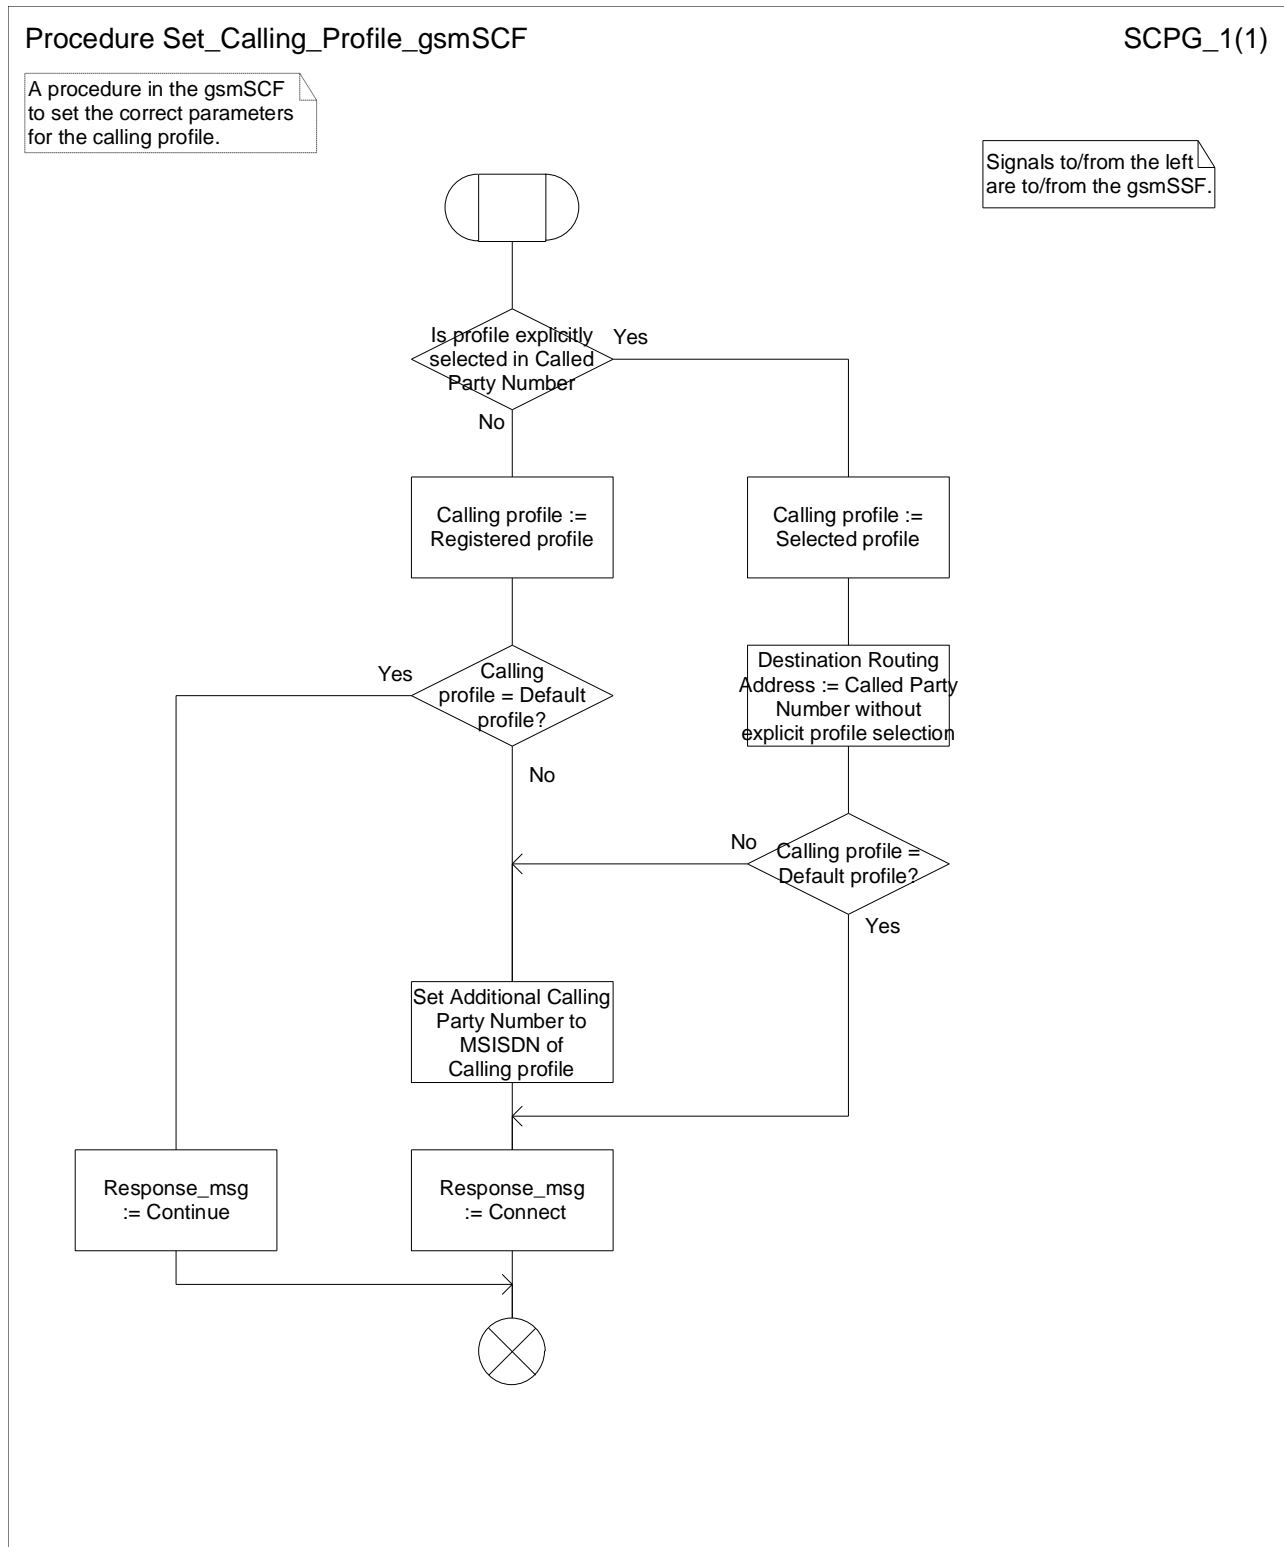 Procedure Set_Calling_Profile_gsmSCF
SCPG_1(1)
A procedure in the gsmSCF
to set the correct parameters
for the calling profile.
Signals to/from the left
are to/from the gsmSSF.
Is profile explicitly
selected in Called
Party Number
Yes
No
Calling profile :=
Registered profile
Calling profile :=
Selected profile
Yes
Calling
profile = Default
profile?
No
Destination Routing
Address := Called Party
Number without
explicit profile selection
No
Calling profile =
Default profile?
Yes
Set Additional Calling
Party Number to
MSISDN of
Calling profile
Response_msg
:= Continue
Response_msg
:= Connect